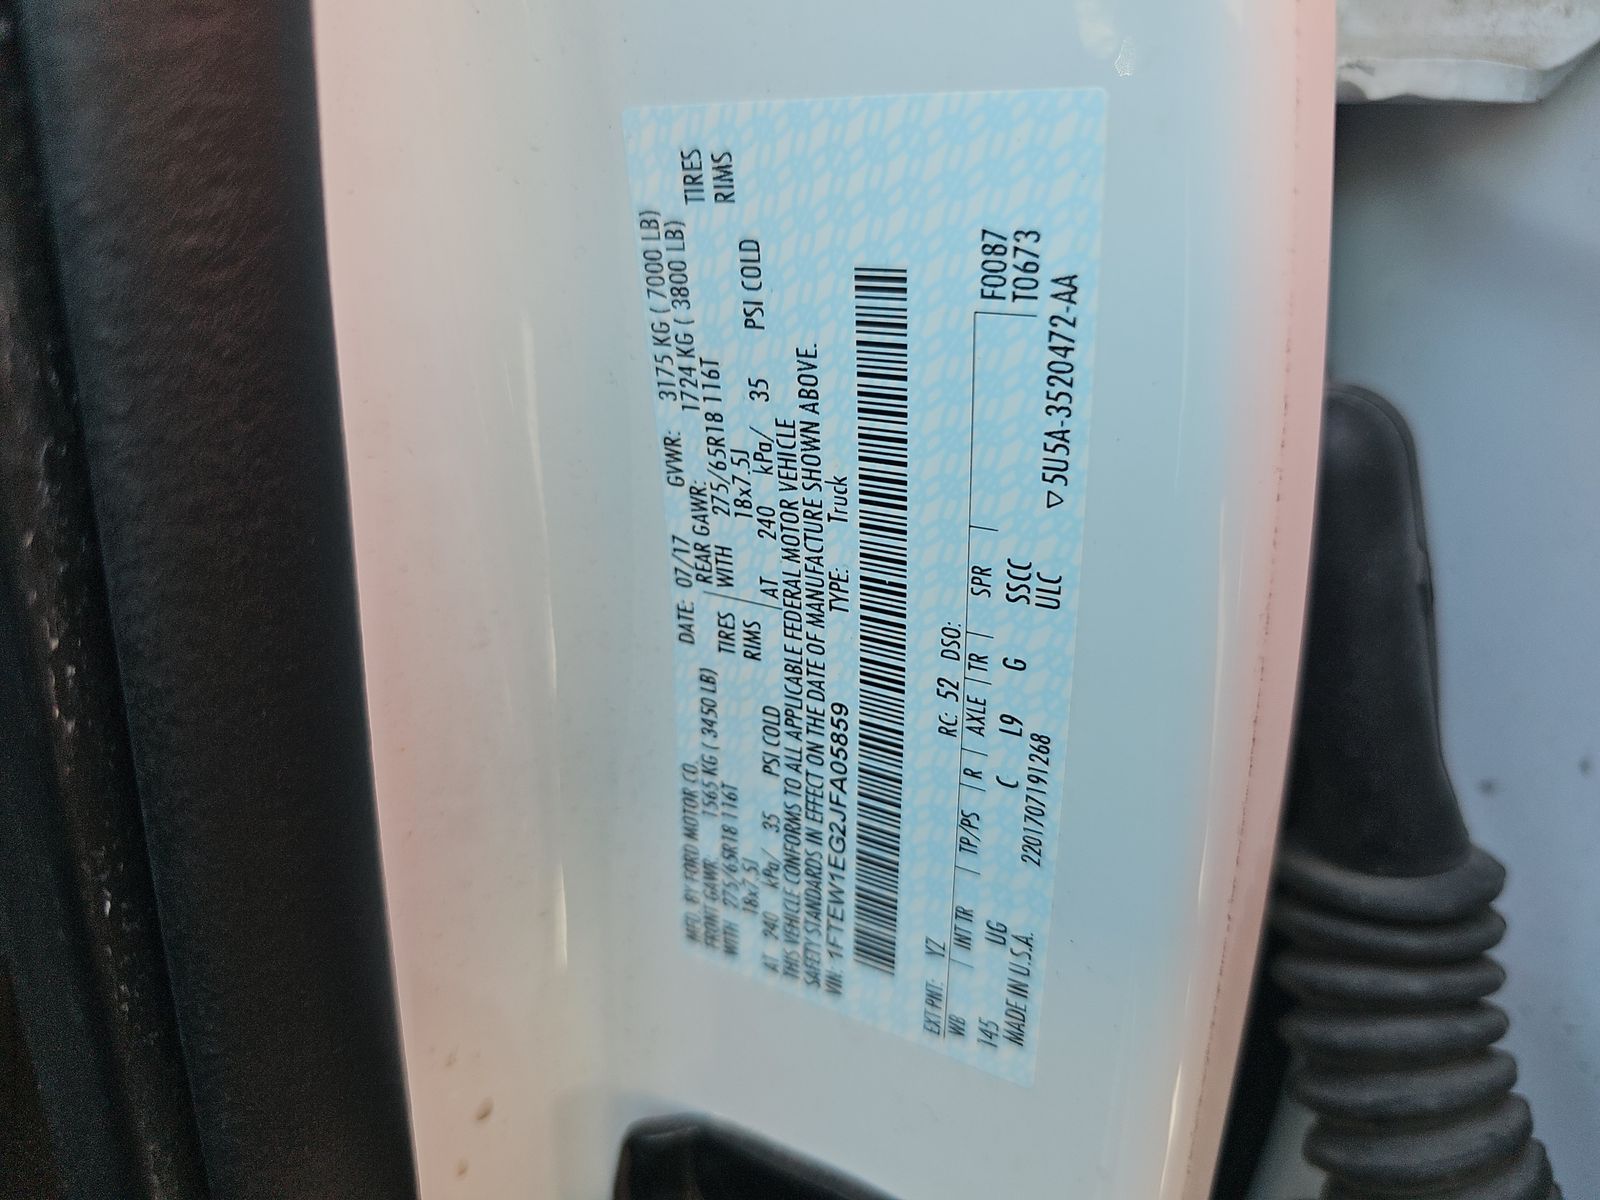 MFD. BY FORD MOTOR CO. DATE: 07/17 GVWR: 3175 KG ( 7000 LB)
FRONT GAWR: 1565 KG ( 3450 LB) REAR GAWR: 1724 KG ( 3800 LB)
WITH 275/65R18 116T TIRES WITH 275/65R18 116T TIRES
18x7.5J RIMS 18x7.5J RIMS
AT 240 kPa/ 35 PSI COLD AT 240 kPa/ 35 PSI COLD
THIS VEHICLE CONFORMS TO ALL APPLICABLE FEDERAL MOTOR VEHICLE
SAFETY STANDARDS IN EFFECT ON THE DATE OF MANUFACTURE SHOWN ABOVE.
VIN: 1FTEW1EG2JFA05859 TYPE: Truck
EXT PNT: YZ RC: 52 DSO:
WB | INT TR | TP/PS | R | AXLE | TR | SPR | F0087
145 UG C L9 G SSCC T0673
MADE IN U.S.A. 2201707191268 ULC
▽ 5U5A-3520472-AA